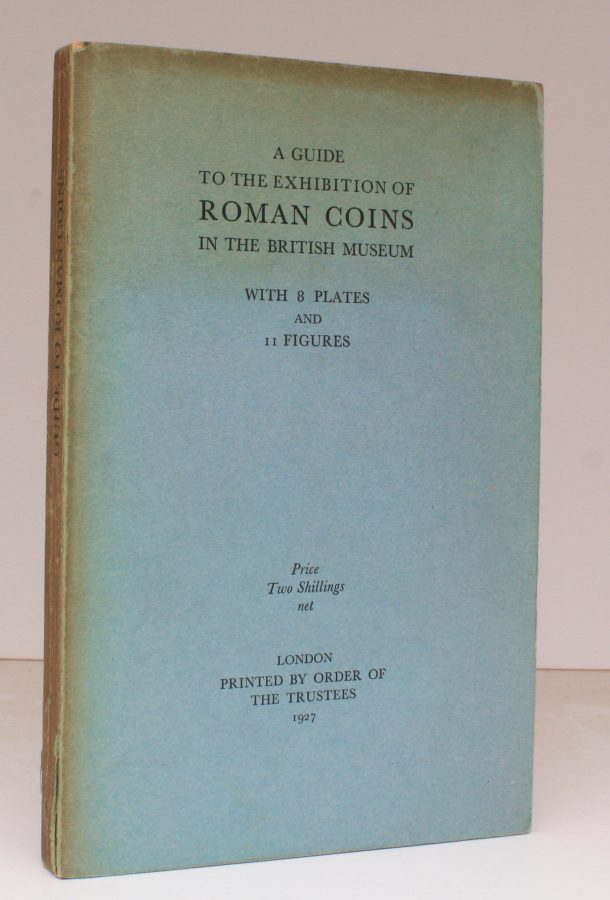 A GUIDE
TO THE EXHIBITION OF
ROMAN COINS
IN THE BRITISH MUSEUM
WITH 8 PLATES
AND
11 FIGURES
Price
Two Shillings
net
LONDON
PRINTED BY ORDER OF
THE TRUSTEES
1927
GUIDE TO ROMAN COINS